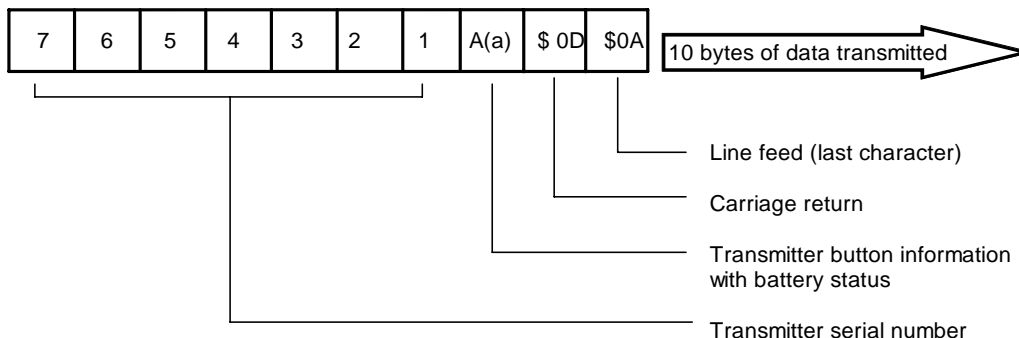 7 6 5 4 3 2 1 A(a) $ 0D $0A
10 bytes of data transmitted
Line feed (last character)
Carriage return
Transmitter button information
with battery status
Transmitter serial number